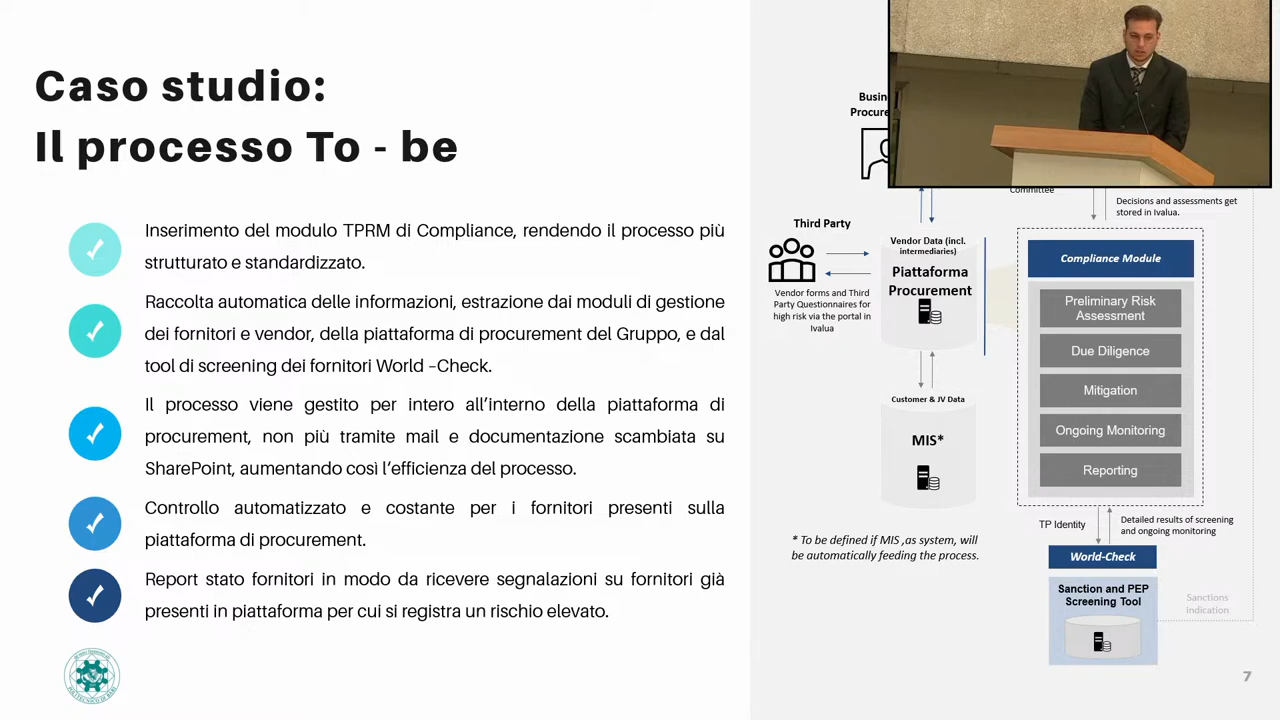 Caso studio:
Il processo To - be
Inserimento del modulo TPRM di Compliance, rendendo il processo più
strutturato e standardizzato.
Raccolta automatica delle informazioni, estrazione dai moduli di gestione
dei fornitori e vendor, della piattaforma di procurement del Gruppo, e dal
tool di screening dei fornitori World –Check.
Il processo viene gestito per intero all’interno della piattaforma di
procurement, non più tramite mail e documentazione scambiata su
SharePoint, aumentando così l’efficienza del processo.
Controllo automatizzato e costante per i fornitori presenti sulla
piattaforma di procurement.
Report stato fornitori in modo da ricevere segnalazioni su fornitori già
presenti in piattaforma per cui si registra un rischio elevato.
POLITECNICO DI BARI
Committee
Decisions and assessments get
stored in Ivalua.
Third Party
Vendor forms and Third
Party Questionnaires for
high risk via the portal in
Ivalua
Vendor Data (incl.
intermediaries)
Piattaforma
Procurement
Customer & JV Data
MIS*
* To be defined if MIS ,as system, will
be automatically feeding the process.
Compliance Module
Preliminary Risk
Assessment
Due Diligence
Mitigation
Ongoing Monitoring
Reporting
TP Identity
Detailed results of screening
and ongoing monitoring
World-Check
Sanction and PEP
Screening Tool
Sanctions
indication
7